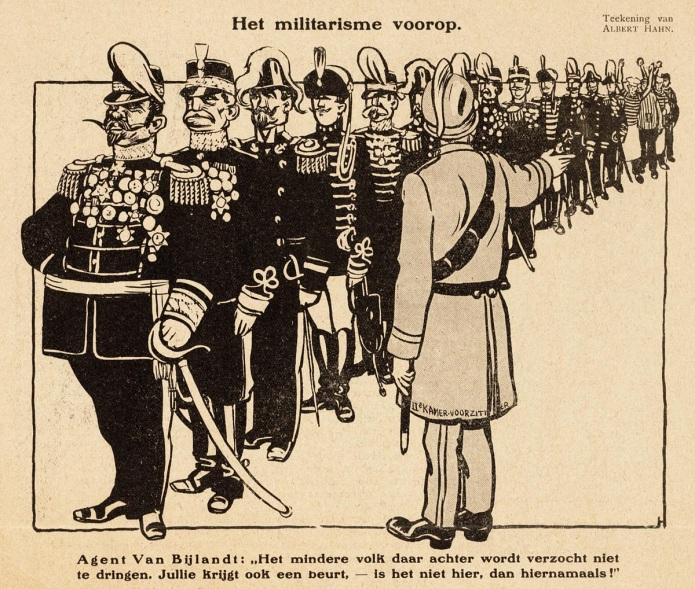 Het militarisme voorop.
Teekening van
ALBERT HAHN.
IIe KAMER-VOORZITTER
Agent Van Bijlandt: „Het mindere volk daar achter wordt verzocht niet
te dringen. Jullie krijgt ook een beurt, — is het niet hier, dan hiernamaals!"